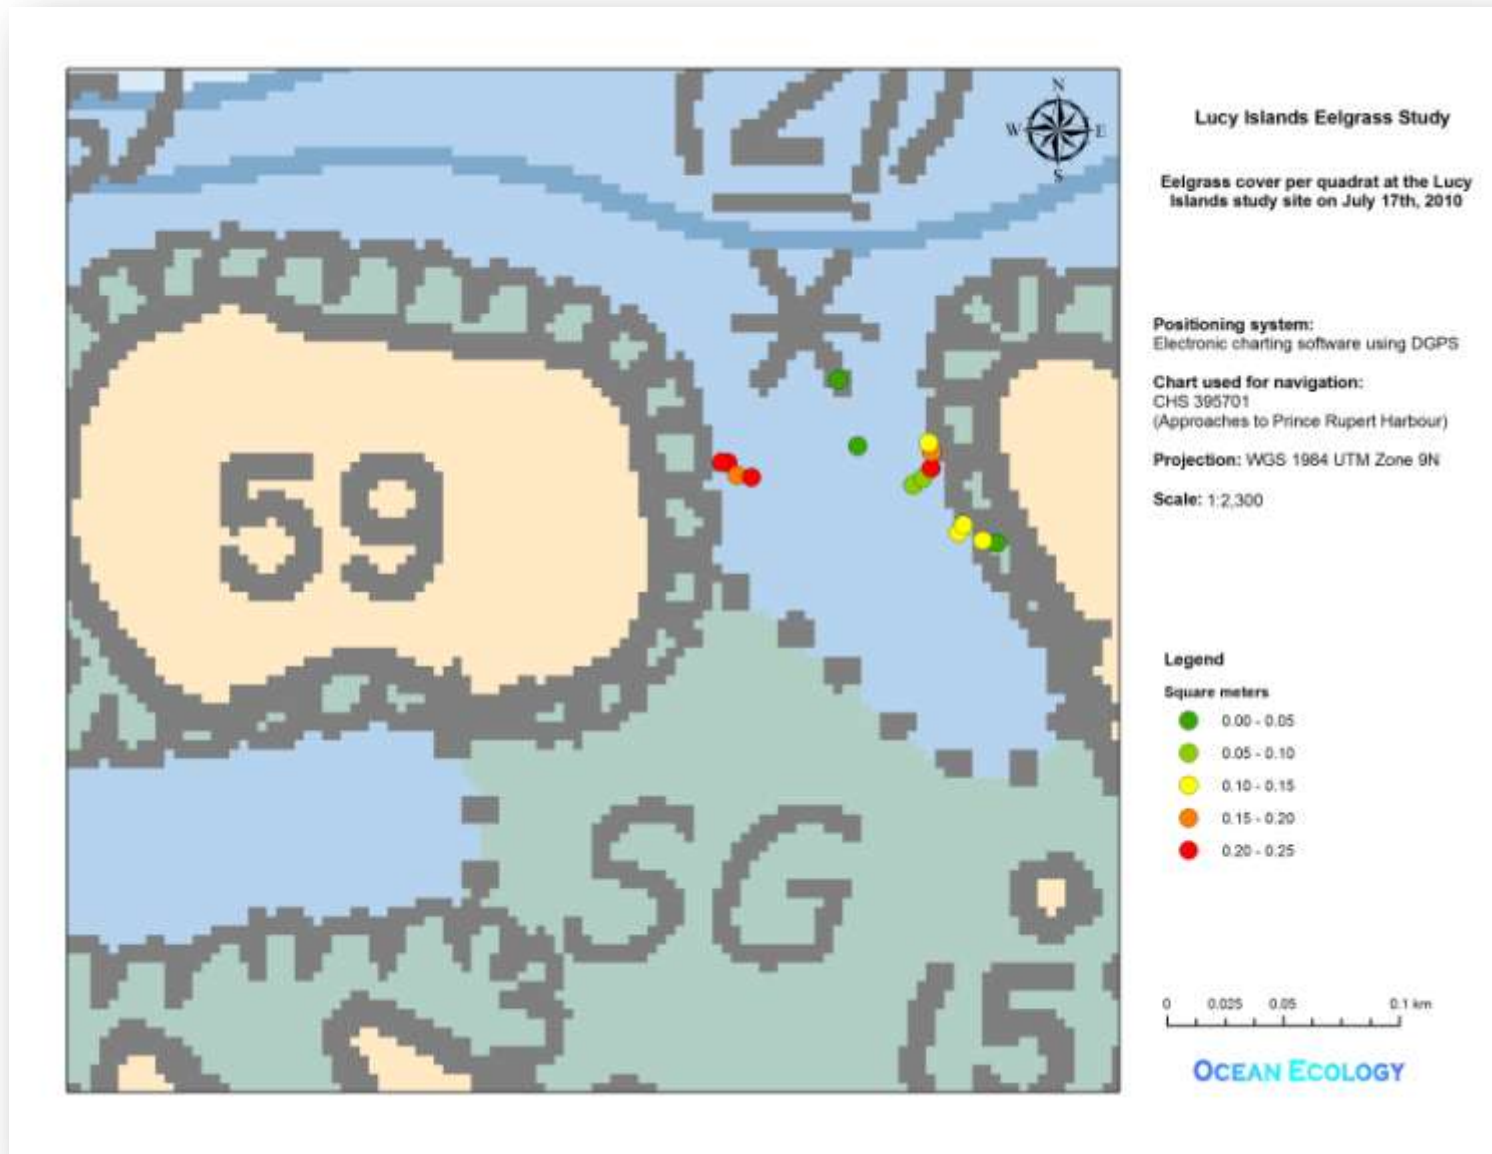 N
W
E
S
(2)
59
SG
(5
Lucy Islands Eelgrass Study
Eelgrass cover per quadrat at the Lucy
Islands study site on July 17th, 2010
Positioning system:
Electronic charting software using DGPS
Chart used for navigation:
CHS 395701
(Approaches to Prince Rupert Harbour)
Projection: WGS 1984 UTM Zone 9N
Scale: 1:2,300
Legend
Square meters
0.00 - 0.05
0.05 - 0.10
0.10 - 0.15
0.15 - 0.20
0.20 - 0.25
0 0.025 0.05 0.1 km
OCEAN ECOLOGY